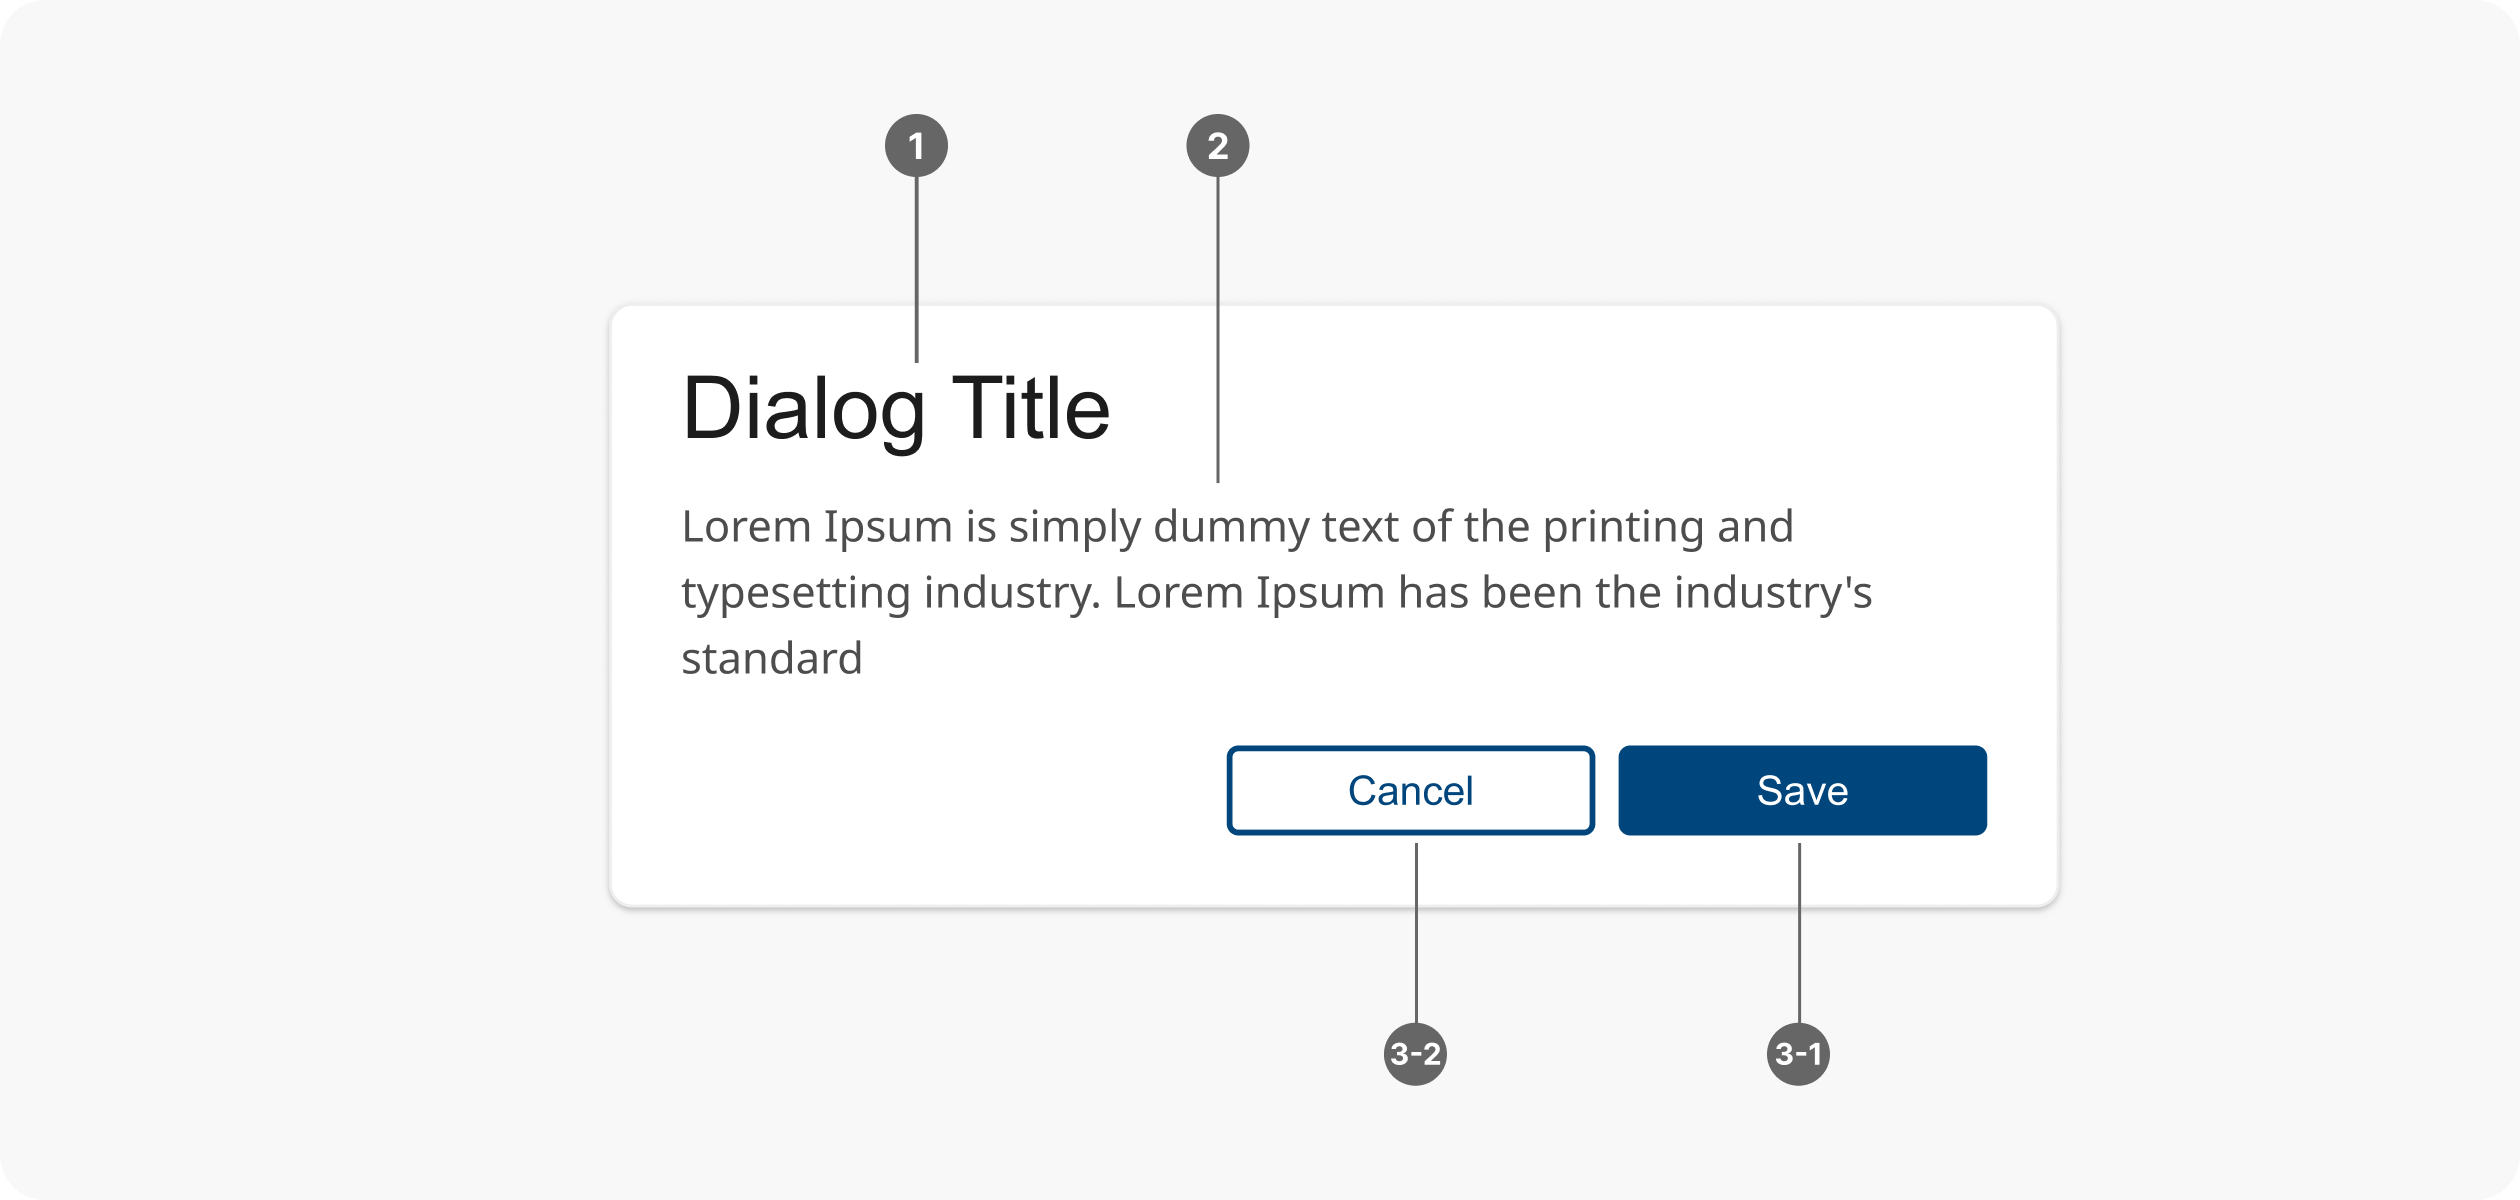 1
2
Dialog Title
Lorem Ipsum is simply dummy text of the printing and
typesetting industry. Lorem Ipsum has been the industry's
standard
Cancel
Save
3-2
3-1